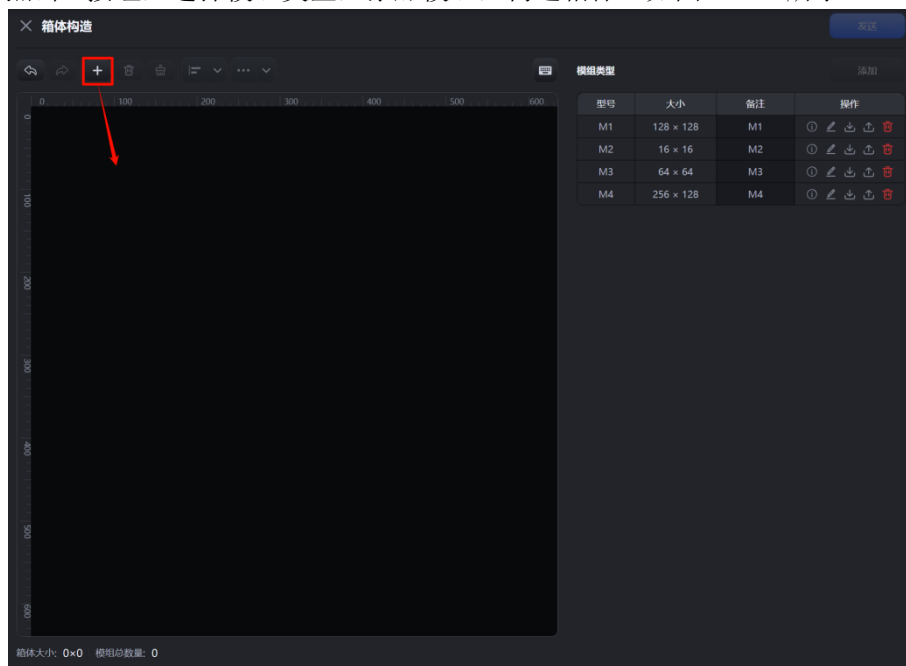 箱体构造
发送
模组类型
添加
0 100 200 300 400 500 600
型号 大小 备注 操作
M1 128 × 128 M1
M2 16 × 16 M2
M3 64 × 64 M3
M4 256 × 128 M4
0
100
200
300
400
500
600
箱体大小: 0×0 模组总数量: 0